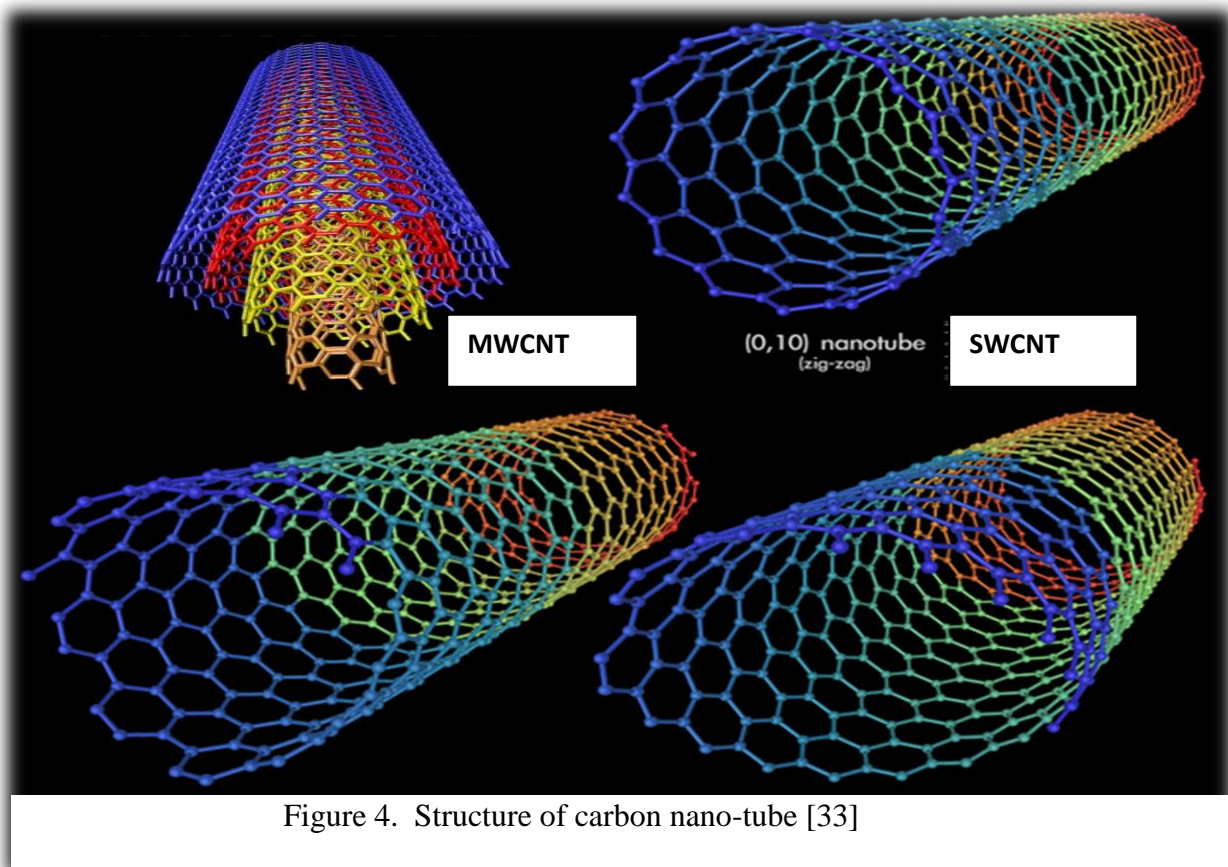 MWCNT
(0,10) nanotube
(zig-zag)
SWCNT
Figure 4.  Structure of carbon nano-tube [33]